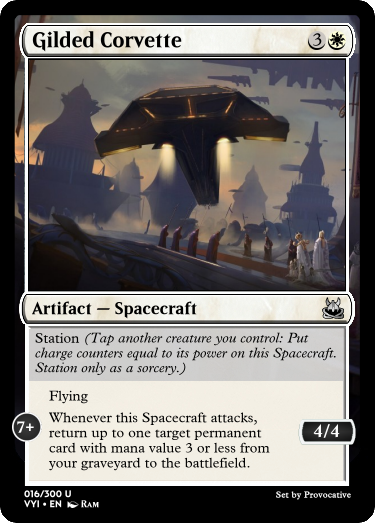 Gilded Corvette 3
Artifact — Spacecraft
Station (Tap another creature you control: Put
charge counters equal to its power on this Spacecraft.
Station only as a sorcery.)
7+
Flying
Whenever this Spacecraft attacks,
return up to one target permanent
card with mana value 3 or less from
your graveyard to the battlefield.
4/4
016/300 U
VYI • EN Ram
Set by Provocative